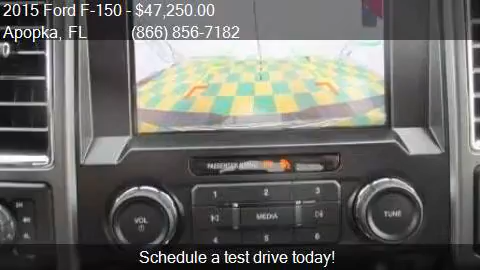 2015 Ford F-150 - $47,250.00
Apopka, FL (866) 856-7182
PASSENGER AIRBAG
1 2 3
VOL MEDIA TUNE
4 5 6
Schedule a test drive today!